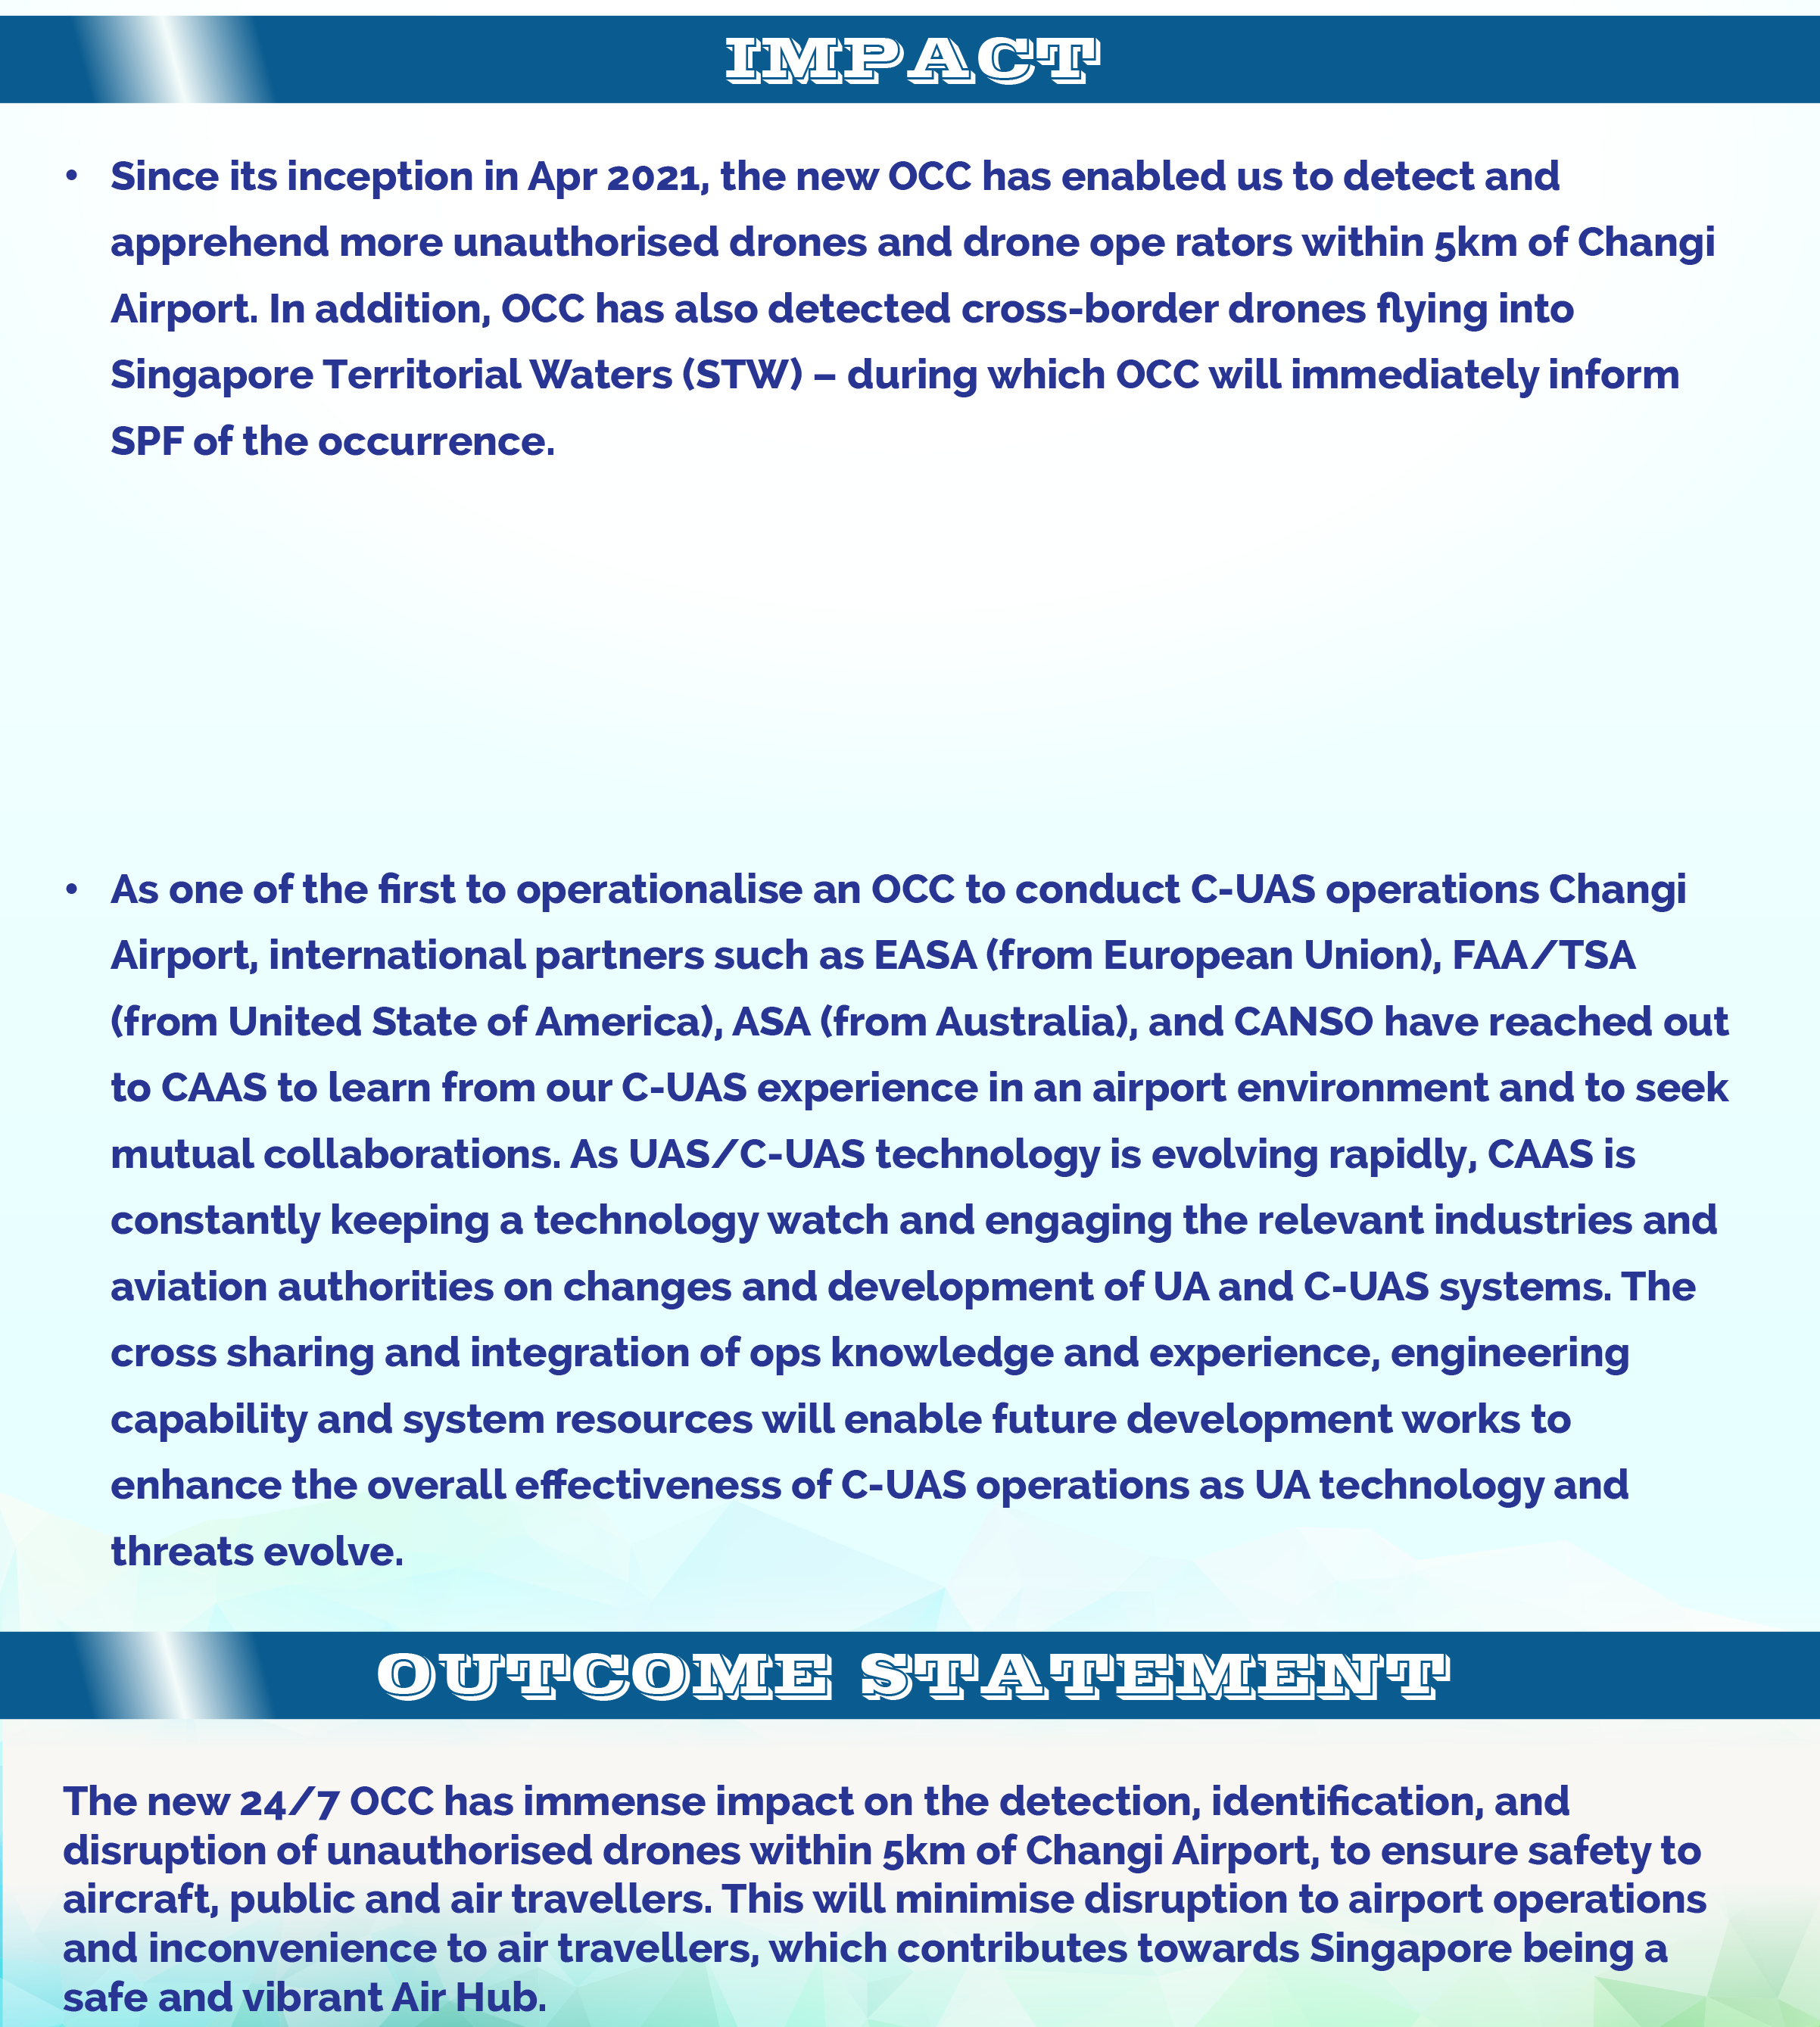 IMPACT
• Since its inception in Apr 2021, the new OCC has enabled us to detect and
apprehend more unauthorised drones and drone ope rators within 5km of Changi
Airport. In addition, OCC has also detected cross-border drones flying into
Singapore Territorial Waters (STW) – during which OCC will immediately inform
SPF of the occurrence.
• As one of the first to operationalise an OCC to conduct C-UAS operations Changi
Airport, international partners such as EASA (from European Union), FAA/TSA
(from United State of America), ASA (from Australia), and CANSO have reached out
to CAAS to learn from our C-UAS experience in an airport environment and to seek
mutual collaborations. As UAS/C-UAS technology is evolving rapidly, CAAS is
constantly keeping a technology watch and engaging the relevant industries and
aviation authorities on changes and development of UA and C-UAS systems. The
cross sharing and integration of ops knowledge and experience, engineering
capability and system resources will enable future development works to
enhance the overall effectiveness of C-UAS operations as UA technology and
threats evolve.
OUTCOME STATEMENT
The new 24/7 OCC has immense impact on the detection, identification, and
disruption of unauthorised drones within 5km of Changi Airport, to ensure safety to
aircraft, public and air travellers. This will minimise disruption to airport operations
and inconvenience to air travellers, which contributes towards Singapore being a
safe and vibrant Air Hub.